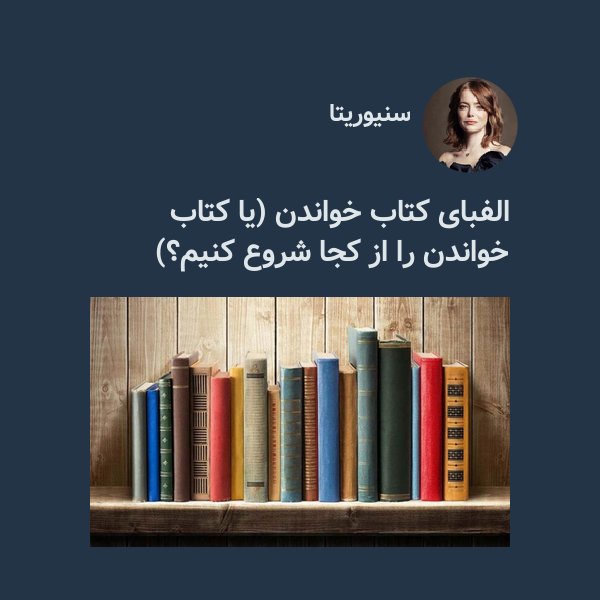 سنیوریتا
الفبای کتاب خواندن (یا کتاب
خواندن را از کجا شروع کنیم؟)